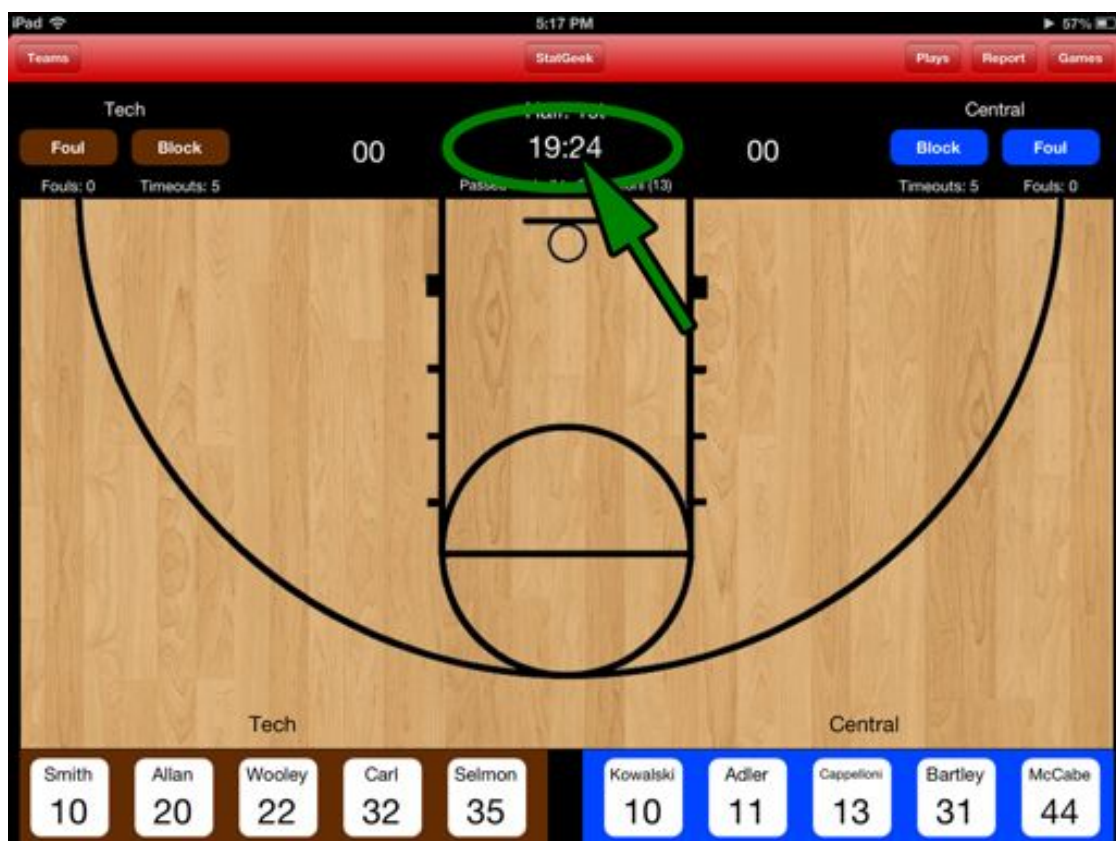 iPad 5:17 PM 57%
Teams StatGeek Plays Report Games
Tech Central
Foul Block 00 19:24 00 Block Foul
Fouls: 0 Timeouts: 5 (13) Timeouts: 5 Fouls: 0
Tech Central
Smith Allan Wooley Carl Selmon Kowalski Adler Cappelloni Bartley McCabe
10 20 22 32 35 10 11 13 31 44